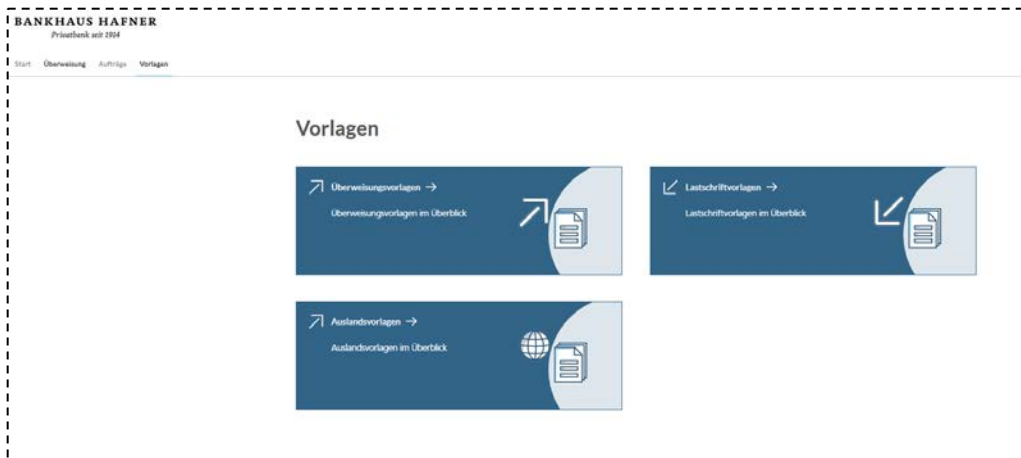 BANKHAUS HAFNER
Privatbank seit 1914
Start Überweisung Aufträge Vorlagen
Vorlagen
Überweisungsvorlagen →
Überweisungsvorlagen im Überblick
Lastschriftvorlagen →
Lastschriftvorlagen im Überblick
Auslandsvorlagen →
Auslandsvorlagen im Überblick